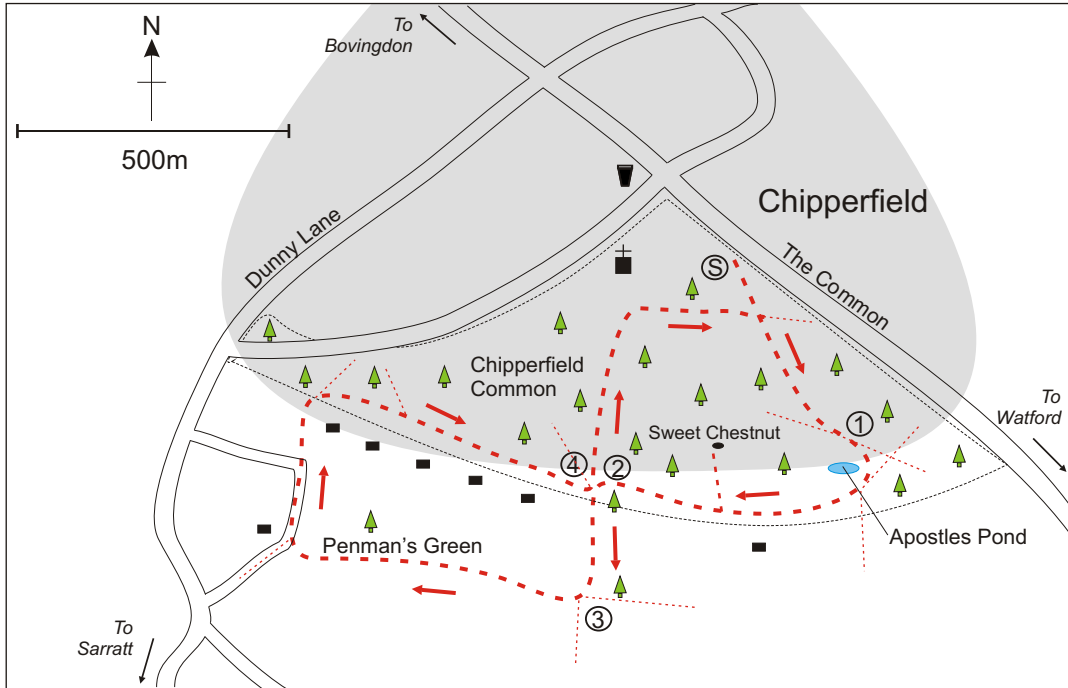 To
Bovingdon
N
500m
Chipperfield
Dunny Lane
S
The Common
Chipperfield
Common
To
Watford
1
Sweet Chestnut
4
2
Apostles Pond
Penman's Green
3
To
Sarratt